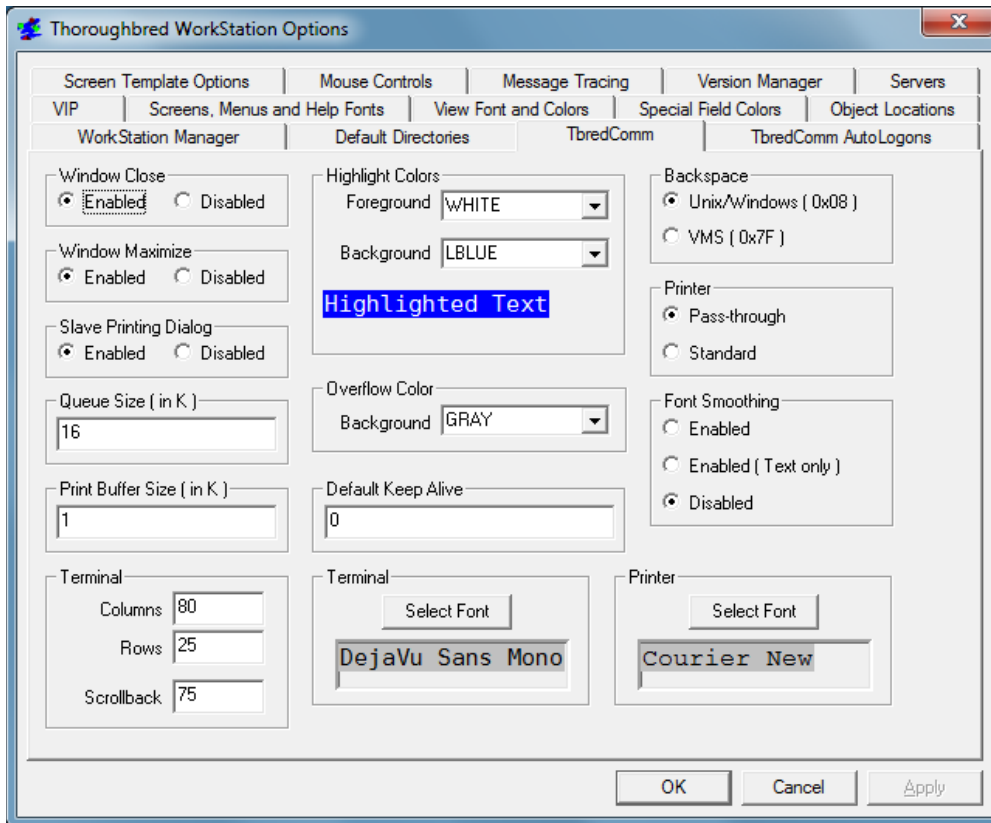 Thoroughbred WorkStation Options
Screen Template Options
Mouse Controls
Message Tracing
Version Manager
Servers
VIP
Screens, Menus and Help Fonts
View Font and Colors
Special Field Colors
Object Locations
WorkStation Manager
Default Directories
TbredComm
TbredComm AutoLogons
Window Close
Enabled
Disabled
Window Maximize
Enabled
Disabled
Slave Printing Dialog
Enabled
Disabled
Queue Size ( in K )
16
Print Buffer Size ( in K )
1
Terminal
Columns 80
Rows 25
Scrollback 75
Highlight Colors
Foreground WHITE
Background LBLUE
Highlighted Text
Overflow Color
Background GRAY
Default Keep Alive
0
Terminal
Select Font
DejaVu Sans Mono
Backspace
Unix/Windows ( 0x08 )
VMS ( 0x7F )
Printer
Pass-through
Standard
Font Smoothing
Enabled
Enabled ( Text only )
Disabled
Printer
Select Font
Courier New
OK
Cancel
Apply